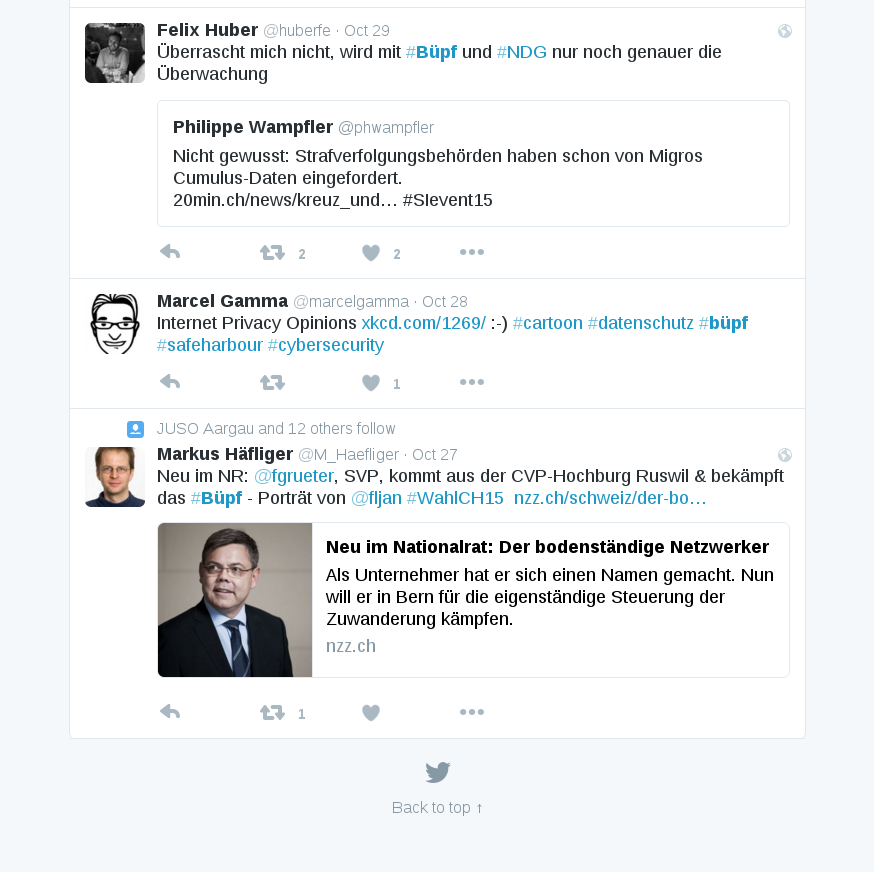 Felix Huber @huberfe · Oct 29
Überrascht mich nicht, wird mit #Büpf und #NDG nur noch genauer die
Überwachung
Philippe Wampfler @phwampfler
Nicht gewusst: Strafverfolgungsbehörden haben schon von Migros
Cumulus-Daten eingefordert.
20min.ch/news/kreuz_und… #SIevent15
2 2
Marcel Gamma @marcelgamma · Oct 28
Internet Privacy Opinions xkcd.com/1269/ :-) #cartoon #datenschutz #büpf
#safeharbour #cybersecurity
1
JUSO Aargau and 12 others follow
Markus Häfliger @M_Haefliger · Oct 27
Neu im NR: @fgrueter, SVP, kommt aus der CVP-Hochburg Ruswil & bekämpft
das #Büpf - Porträt von @fljan #WahlCH15 nzz.ch/schweiz/der-bo…
Neu im Nationalrat: Der bodenständige Netzwerker
Als Unternehmer hat er sich einen Namen gemacht. Nun
will er in Bern für die eigenständige Steuerung der
Zuwanderung kämpfen.
nzz.ch
1
Back to top ↑